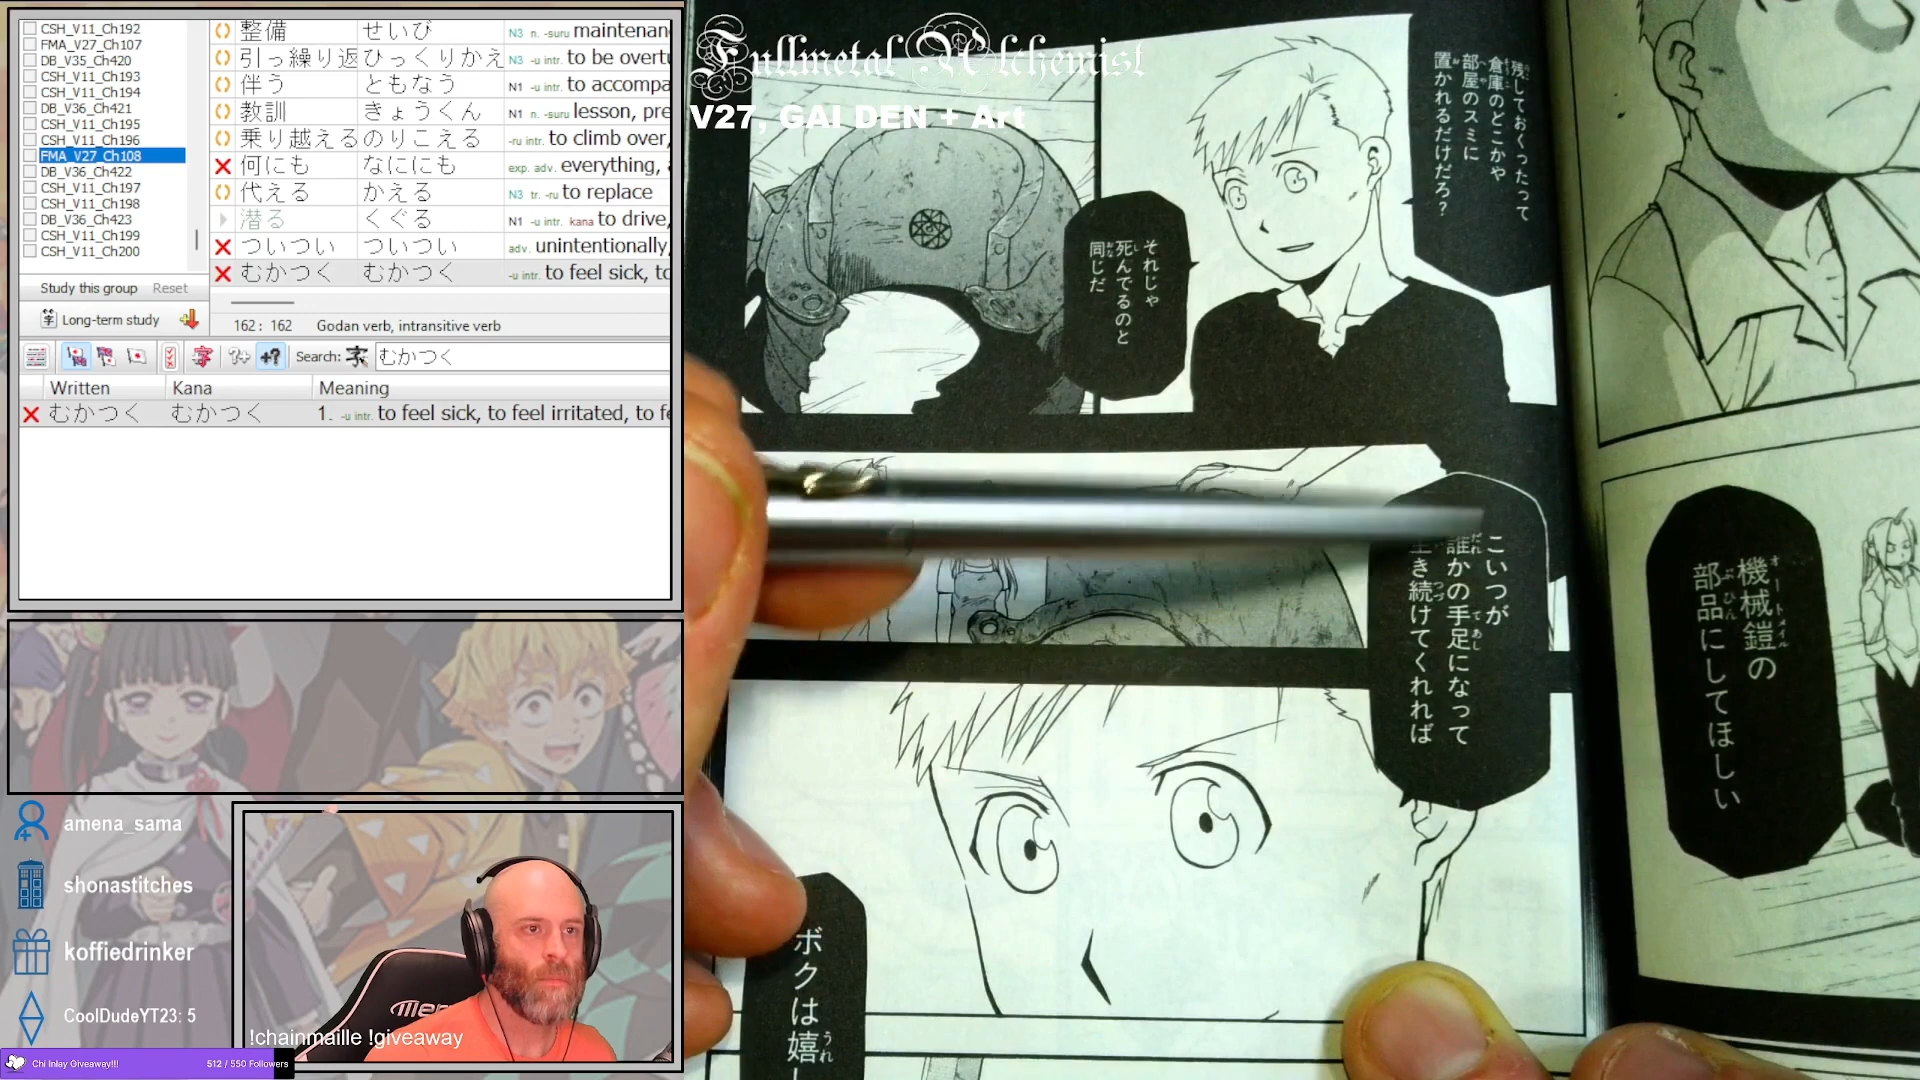 CSH_V11_Ch192
FMA_V27_Ch107
DB_V35_Ch420
CSH_V11_Ch193
CSH_V11_Ch194
DB_V36_Ch421
CSH_V11_Ch195
CSH_V11_Ch196
FMA_V27_Ch108
DB_V36_Ch422
CSH_V11_Ch197
CSH_V11_Ch198
DB_V36_Ch423
CSH_V11_Ch199
CSH_V11_Ch200
Study this group Reset
Long-term study
整備 せいび N3 n. -suru maintenan
引っ繰り返 ひっくりかえ N3 -u intr. to be overtu
伴う ともなう N1 -u intr. to accompa
教訓 きょうくん N1 n. -suru lesson, pre
乗り越える のりこえる -ru intr. to climb over,
何にも なににも exp. adv. everything,
代える かえる N3 tr. -ru to replace
潜る くぐる N1 -u intr. kana to drive,
ついつい ついつい adv. unintentionally,
むかつく むかつく -u intr. to feel sick, to
162: 162 Godan verb, intransitive verb
Search: むかつく
Written Kana Meaning
むかつく むかつく 1. -u intr. to feel sick, to feel irritated, to fe
Fullmetal Alchemist
V27, GAI DEN + Art
機械鎧の
部品にしてほしい
残しておくったって
倉庫のどこかや
部屋のスミに
置かれるだけだろ?
それじゃ
死んでるのと
同じだ
こいつが
誰かの手足になって
き続けてくれれば
ボクは嬉し
amena_sama
shonastitches
koffiedrinker
CoolDudeYT23: 5
!chainmaille !giveaway
Chi Inlay Giveaway!!! 512 / 550 Followers